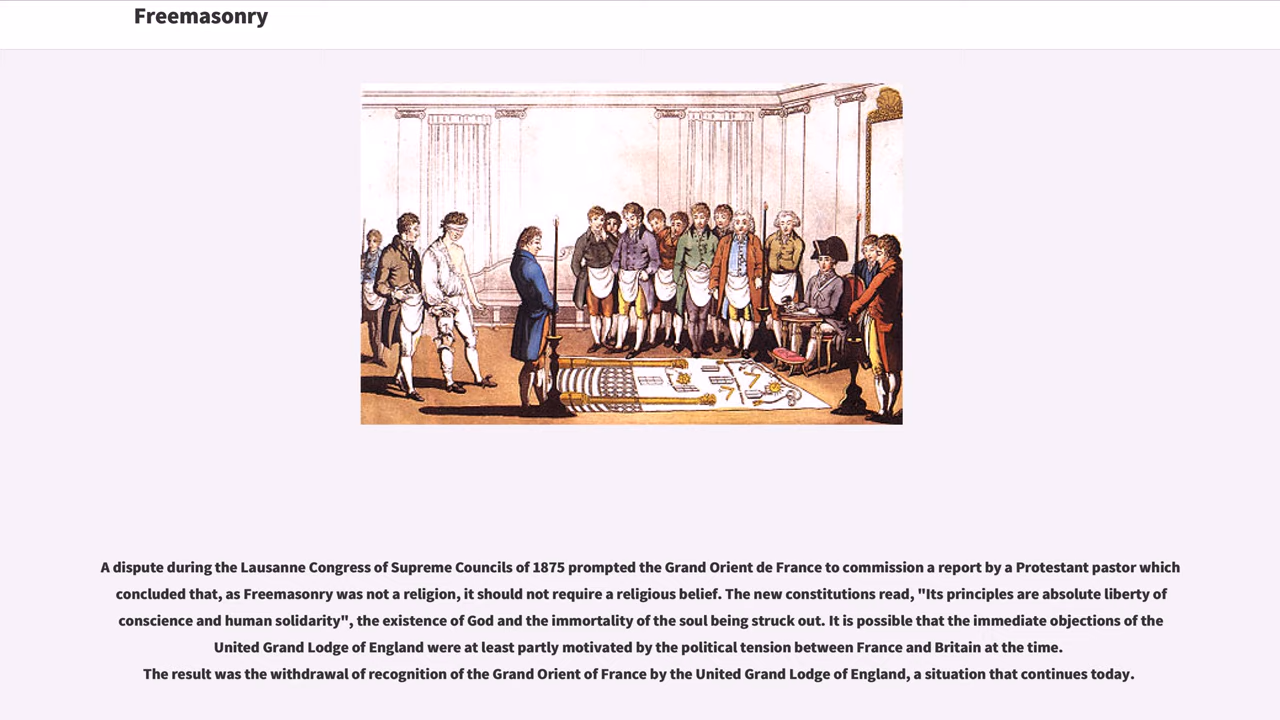 Freemasonry
A dispute during the Lausanne Congress of Supreme Councils of 1875 prompted the Grand Orient de France to commission a report by a Protestant pastor which
concluded that, as Freemasonry was not a religion, it should not require a religious belief. The new constitutions read, "Its principles are absolute liberty of
conscience and human solidarity", the existence of God and the immortality of the soul being struck out. It is possible that the immediate objections of the
United Grand Lodge of England were at least partly motivated by the political tension between France and Britain at the time.
The result was the withdrawal of recognition of the Grand Orient of France by the United Grand Lodge of England, a situation that continues today.